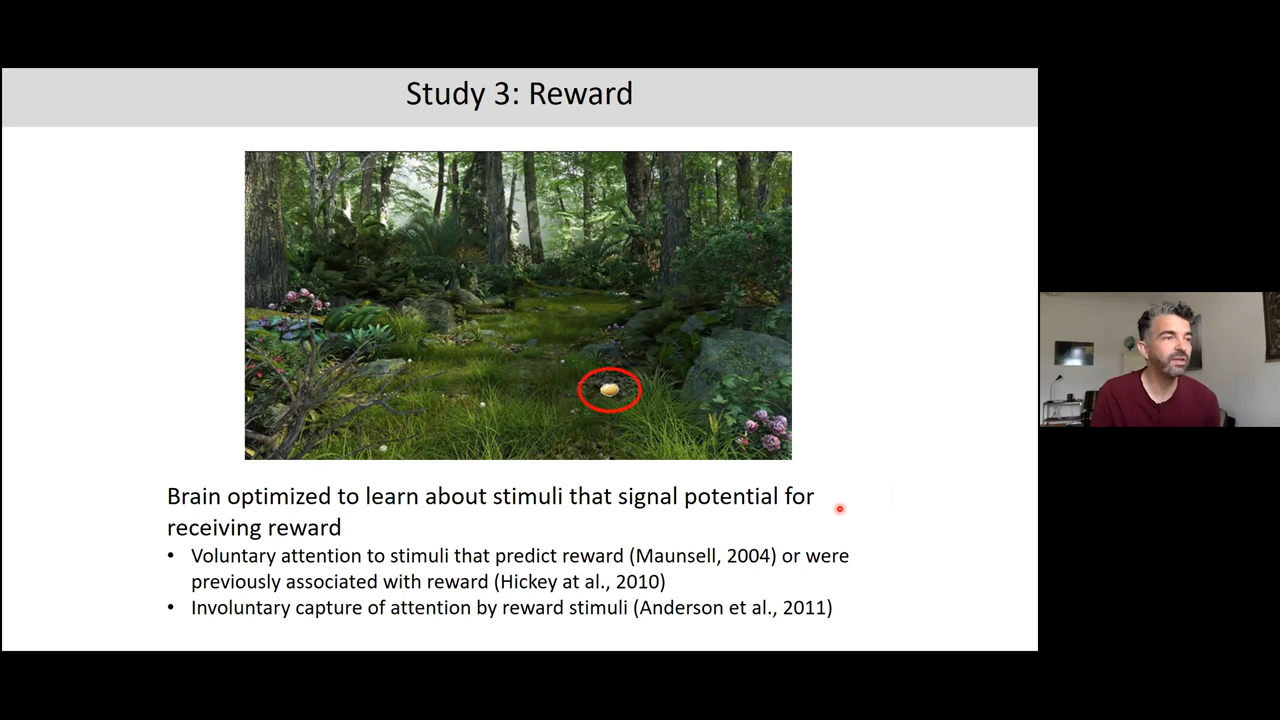 Study 3: Reward
Brain optimized to learn about stimuli that signal potential for
receiving reward
• Voluntary attention to stimuli that predict reward (Maunsell, 2004) or were
previously associated with reward (Hickey at al., 2010)
• Involuntary capture of attention by reward stimuli (Anderson et al., 2011)